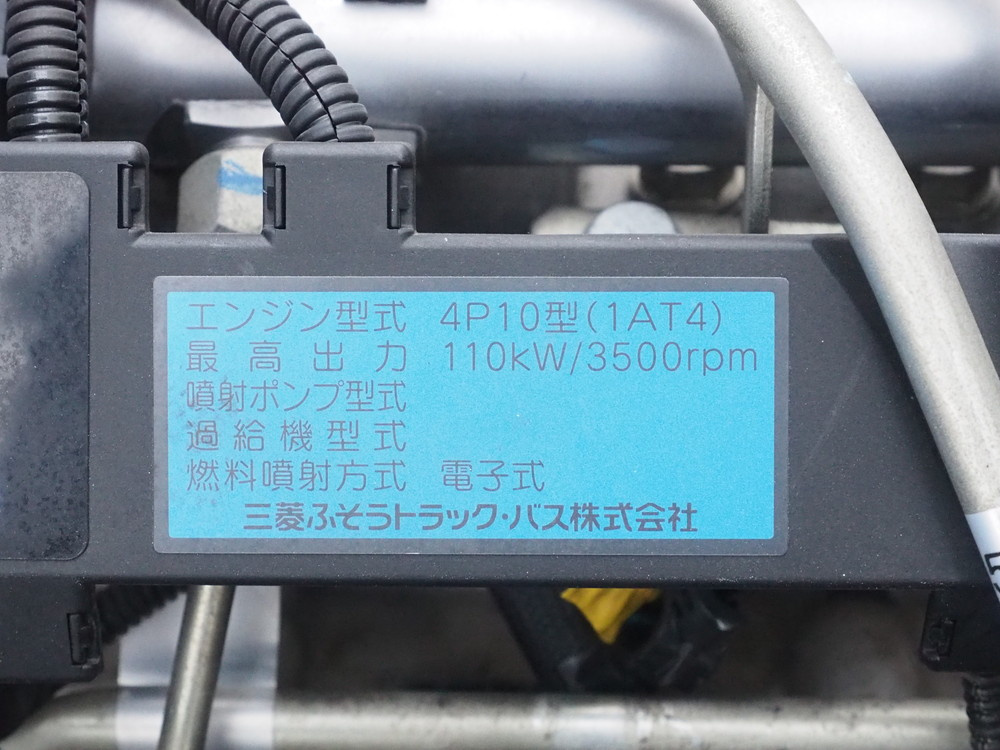 エンジン型式 4P10型(1AT4)
最高出力 110kW/3500rpm
噴射ポンプ型式
過給機型式
燃料噴射方式 電子式
三菱ふそうトラック・バス株式会社